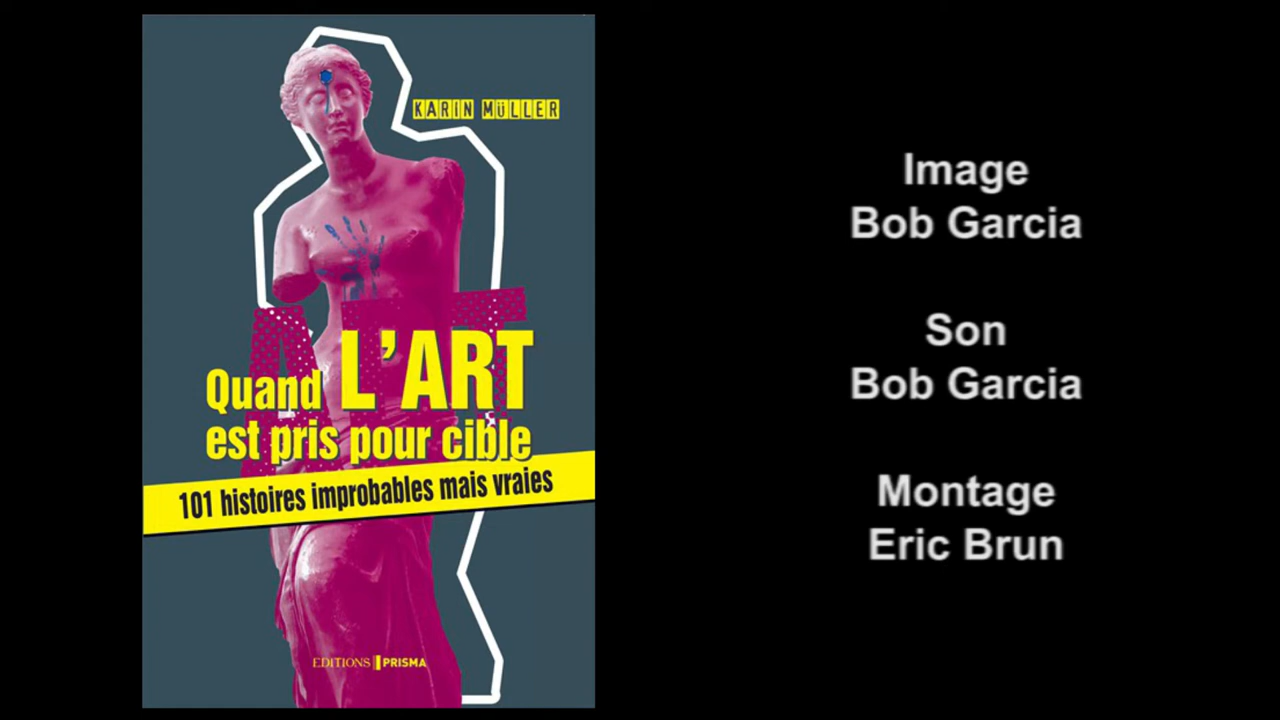 KARIN MÜLLER
ART
Quand L'ART
est pris pour cible
101 histoires improbables mais vraies
EDITIONS PRISMA
Image
Bob Garcia
Son
Bob Garcia
Montage
Eric Brun